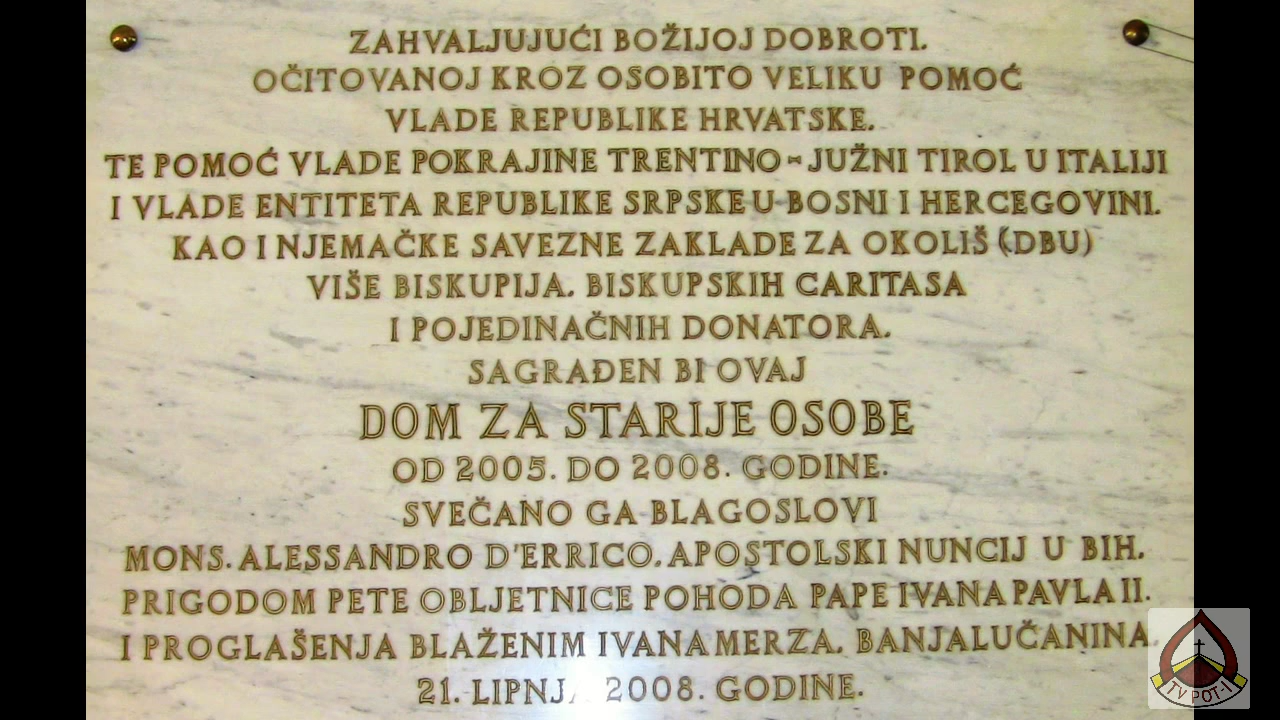 ZAHVALJUJUĆI BOŽIJOJ DOBROTI.
OČITOVANOJ KROZ OSOBITO VELIKU POMOĆ
VLADE REPUBLIKE HRVATSKE.
TE POMOĆ VLADE POKRAJINE TRENTINO - JUŽNI TIROL U ITALIJI
I VLADE ENTITETA REPUBLIKE SRPSKE U BOSNI I HERCEGOVINI.
KAO I NJEMAČKE SAVEZNE ZAKLADE ZA OKOLIŠ (DBU)
VIŠE BISKUPIJA. BISKUPSKIH CARITASA
I POJEDINAČNIH DONATORA.
SAGRAĐEN BI OVAJ
DOM ZA STARIJE OSOBE
OD 2005. DO 2008. GODINE.
SVEČANO GA BLAGOSLOVI
MONS. ALESSANDRO D'ERRICO. APOSTOLSKI NUNCIJ U BIH.
PRIGODOM PETE OBLJETNICE POHODA PAPE IVANA PAVLA II.
I PROGLAŠENJA BLAŽENIM IVANA MERZA. BANJALUČANINA.
21. LIPNJA 2008. GODINE.
TV POT-1